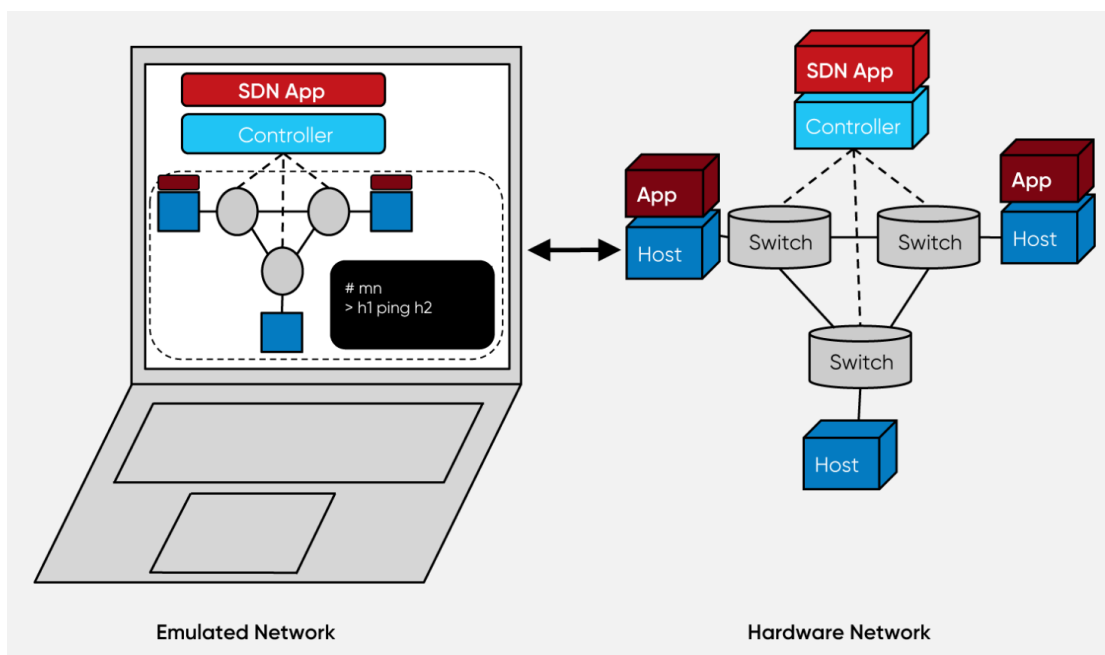 SDN App
Controller
# mn
> h1 ping h2
Emulated Network
SDN App
Controller
App
Host
Switch
Switch
App
Host
Switch
Host
Hardware Network